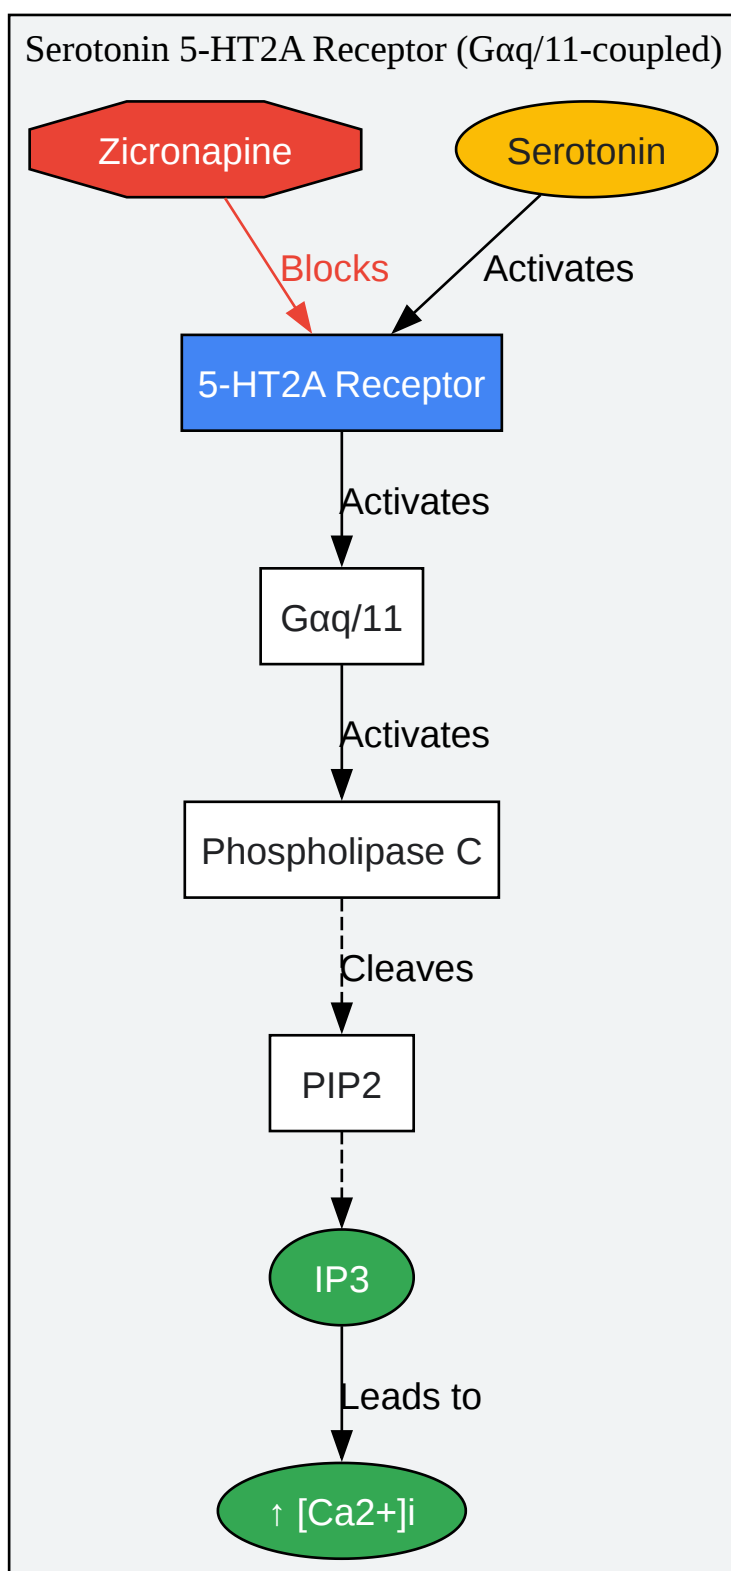 Serotonin 5-HT2A Receptor (Gαq/11-coupled)
Zicronapine
Serotonin
Blocks
Activates
5-HT2A Receptor
Activates
Gαq/11
Activates
Phospholipase C
Cleaves
PIP2
IP3
Leads to
↑ [Ca2+]i